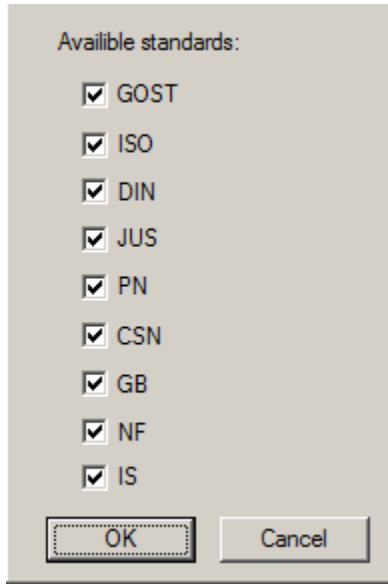 Availible standards:
GOST
ISO
DIN
JUS
PN
CSN
GB
NF
IS
OK Cancel